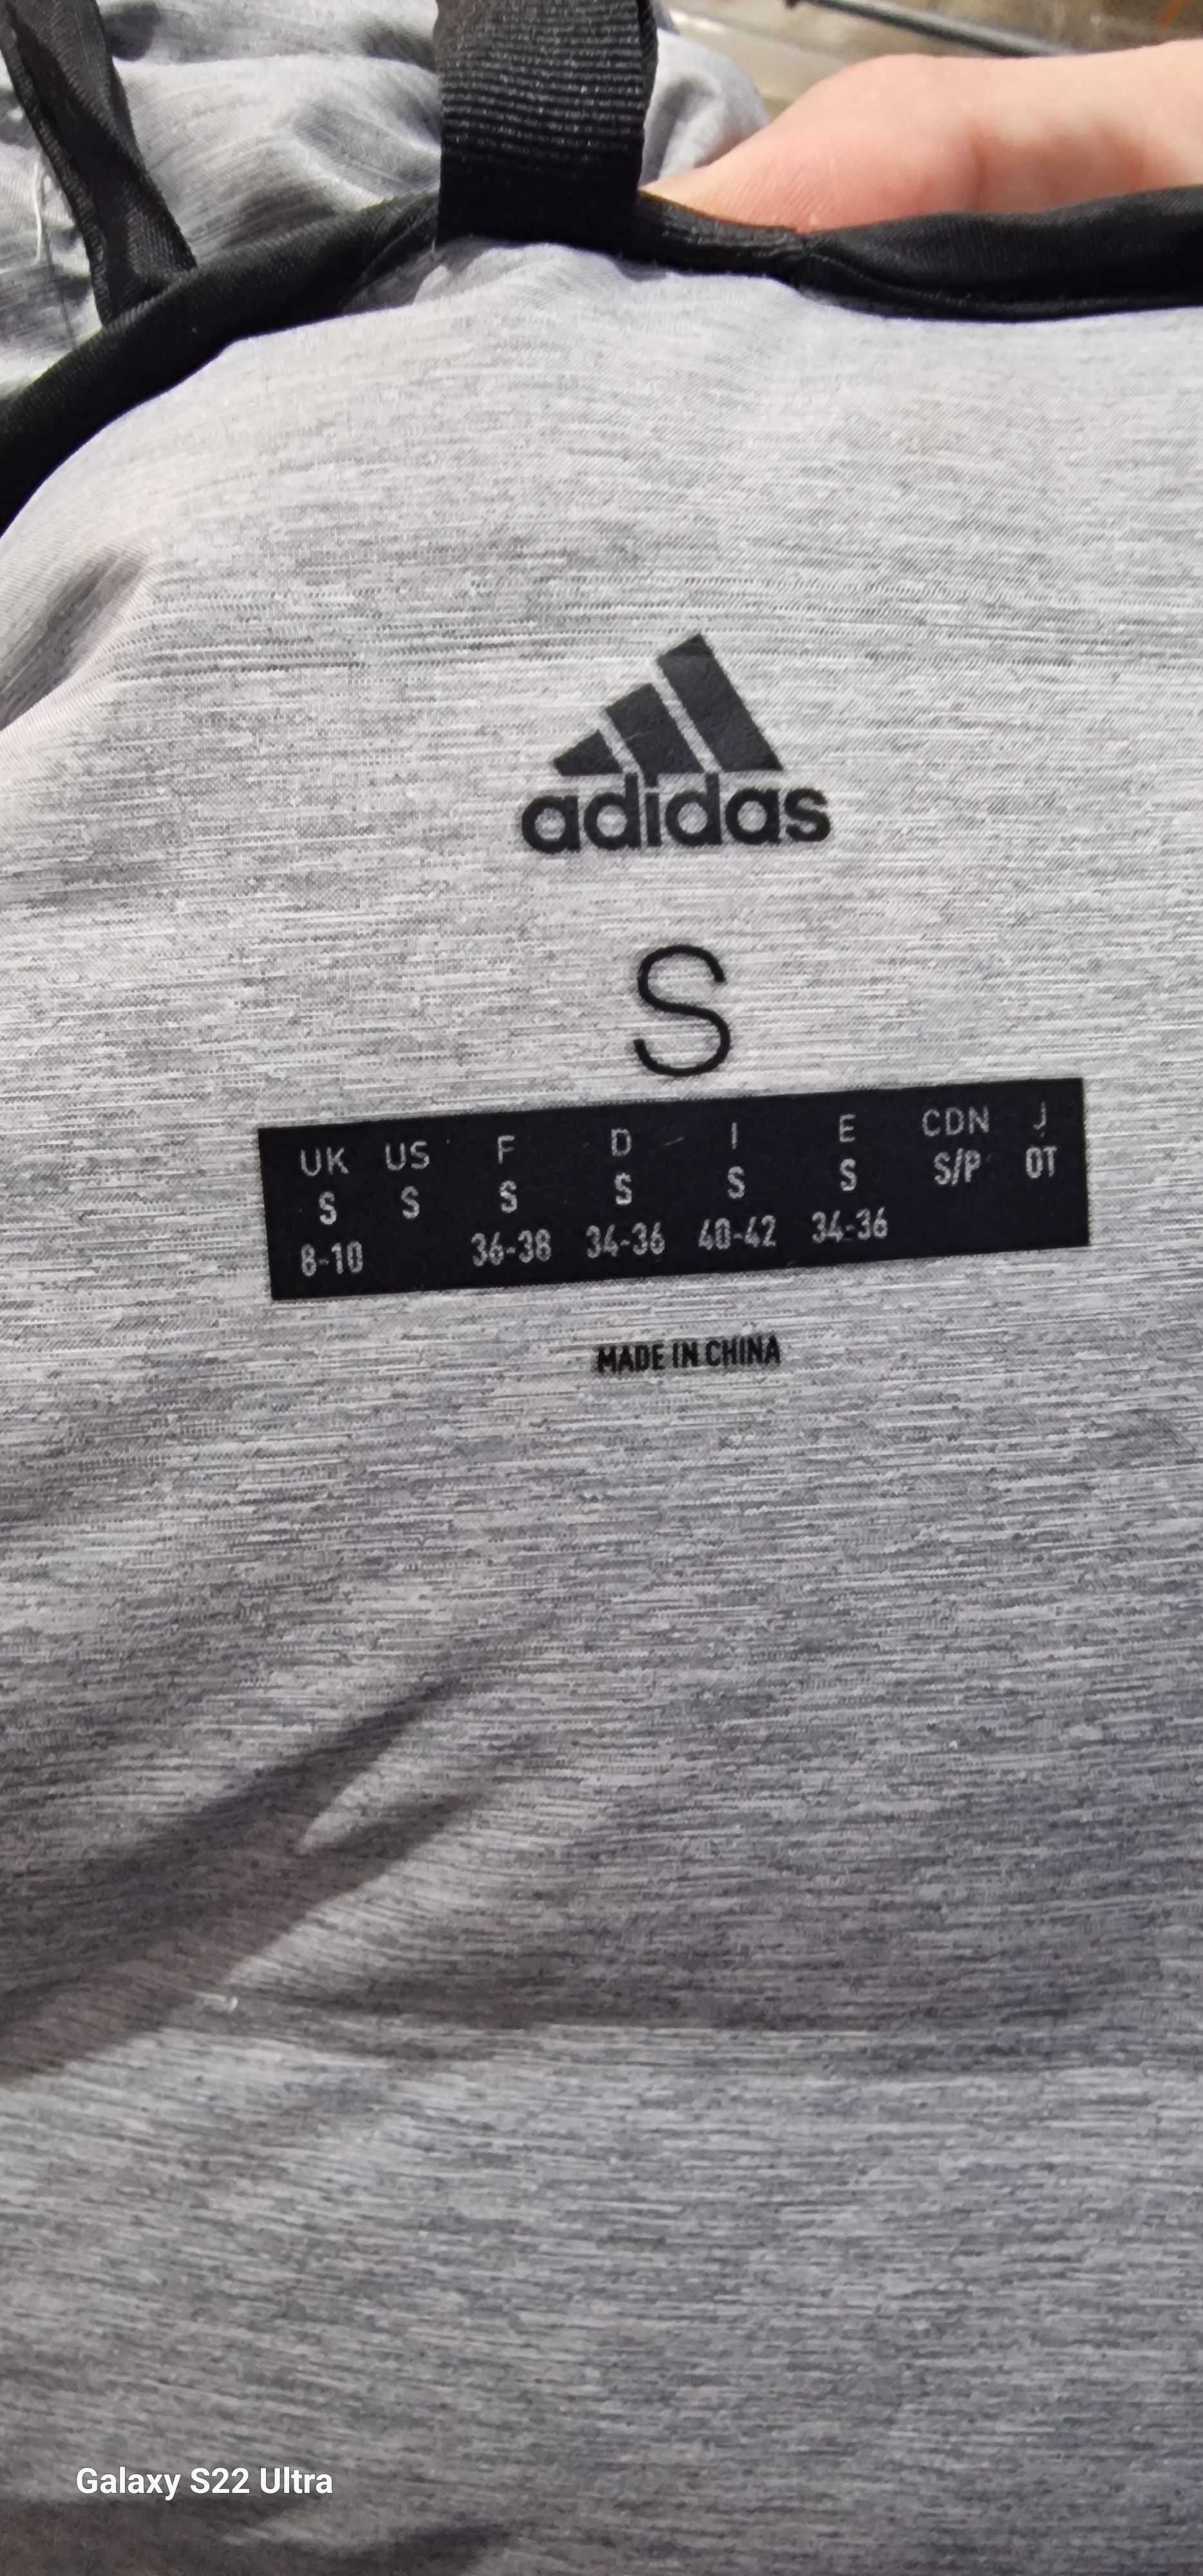 adidas
S
UK US F D I E CDN J
S S S S S S S/P OT
8-10 36-38 34-36 40-42 34-36
MADE IN CHINA
Galaxy S22 Ultra